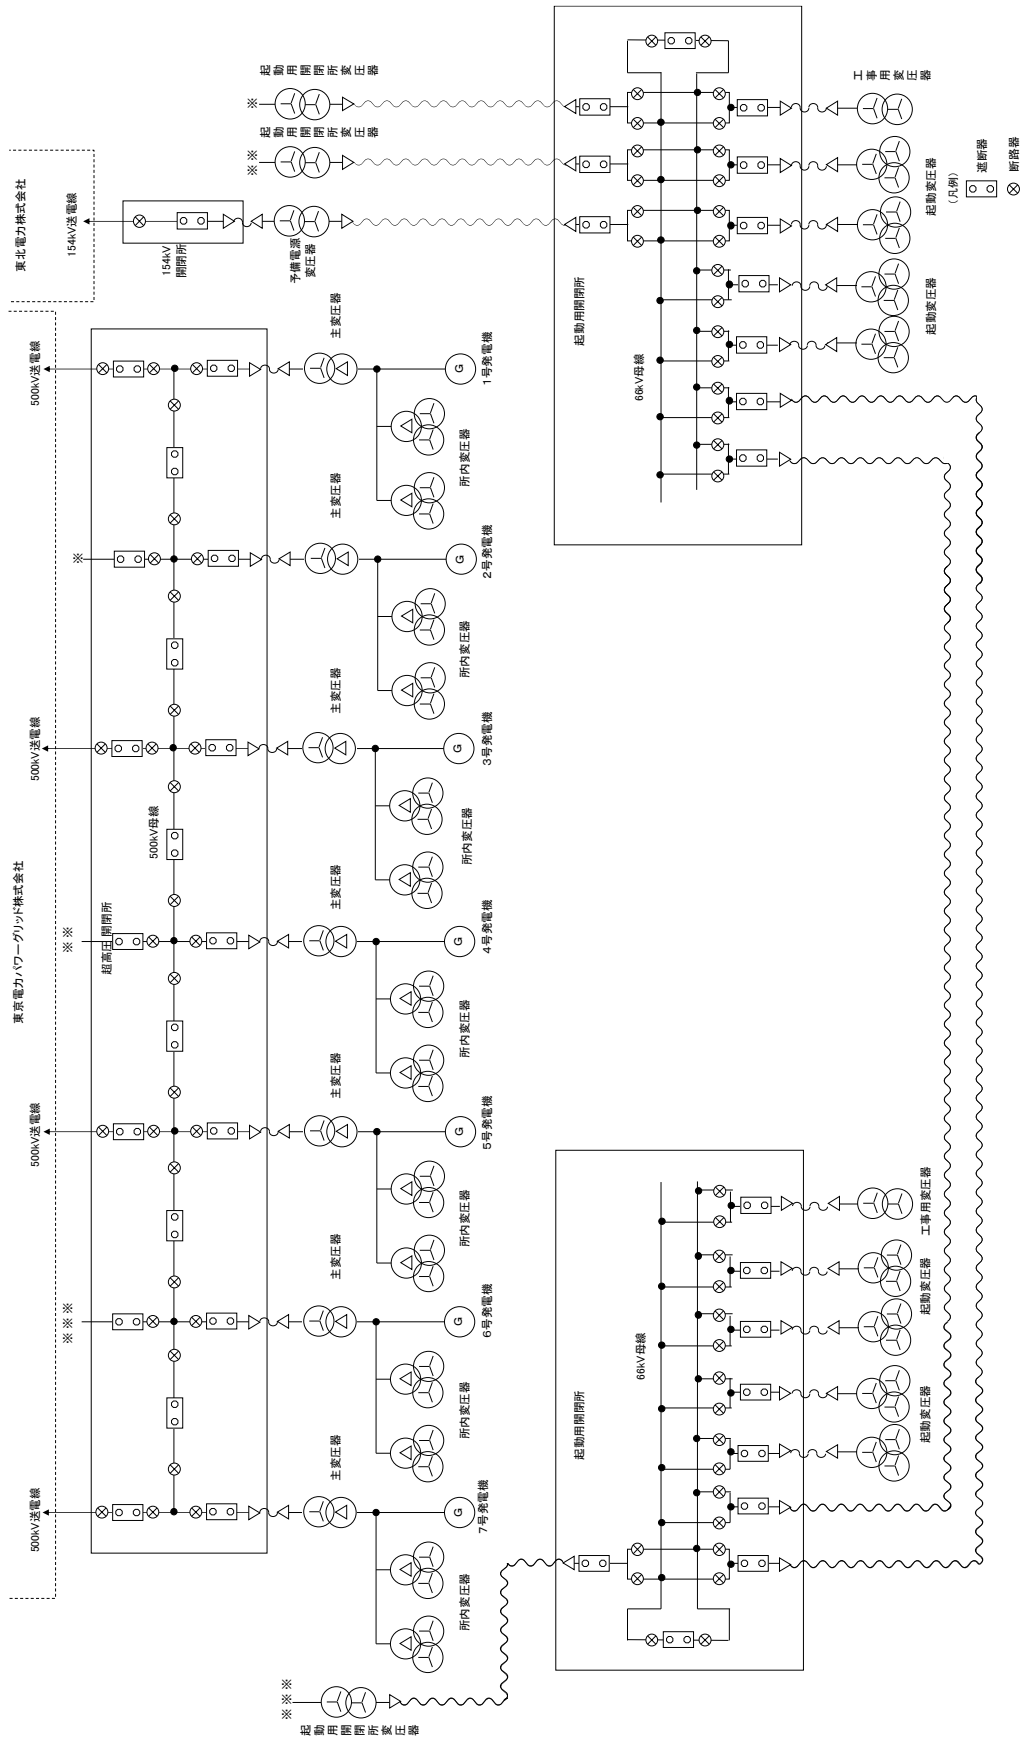 東北電力株式会社
154kV送電線
154kV
開閉所
予備電源
変圧器
※
起動用開閉所変圧器
※※
起動用開閉所変圧器
東京電力パワーグリッド株式会社
500kV送電線
500kV送電線
500kV送電線
500kV送電線
※
※※
※※※
超高圧開閉所
500kV母線
主変圧器
主変圧器
主変圧器
主変圧器
主変圧器
主変圧器
主変圧器
G
G
G
G
G
G
G
1号発電機
2号発電機
3号発電機
4号発電機
5号発電機
6号発電機
7号発電機
所内変圧器
所内変圧器
所内変圧器
所内変圧器
所内変圧器
所内変圧器
所内変圧器
※※※
起動用開閉所変圧器
起動用開閉所
66kV母線
工事用変圧器
起動変圧器
起動変圧器
起動用開閉所
66kV母線
工事用変圧器
起動変圧器
起動変圧器
(凡例)
遮断器
断路器